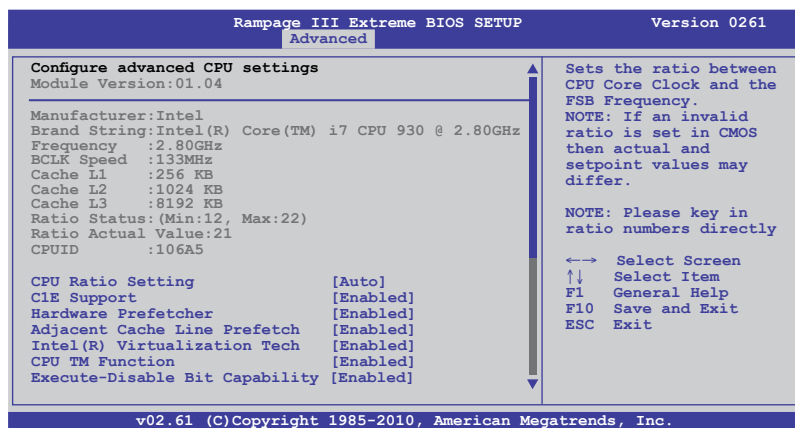 Rampage III Extreme BIOS SETUP Version 0261
Advanced
Configure advanced CPU settings
Module Version:01.04
Manufacturer:Intel
Brand String:Intel(R) Core(TM) i7 CPU 930 @ 2.80GHz
Frequency :2.80GHz
BCLK Speed :133MHz
Cache L1 :256 KB
Cache L2 :1024 KB
Cache L3 :8192 KB
Ratio Status:(Min:12, Max:22)
Ratio Actual Value:21
CPUID :106A5
CPU Ratio Setting [Auto]
C1E Support [Enabled]
Hardware Prefetcher [Enabled]
Adjacent Cache Line Prefetch [Enabled]
Intel(R) Virtualization Tech [Enabled]
CPU TM Function [Enabled]
Execute-Disable Bit Capability [Enabled]
Sets the ratio between
CPU Core Clock and the
FSB Frequency.
NOTE: If an invalid
ratio is set in CMOS
then actual and
setpoint values may
differ.
NOTE: Please key in
ratio numbers directly
←→ Select Screen
↑↓ Select Item
F1 General Help
F10 Save and Exit
ESC Exit
v02.61 (C)Copyright 1985-2010, American Megatrends, Inc.